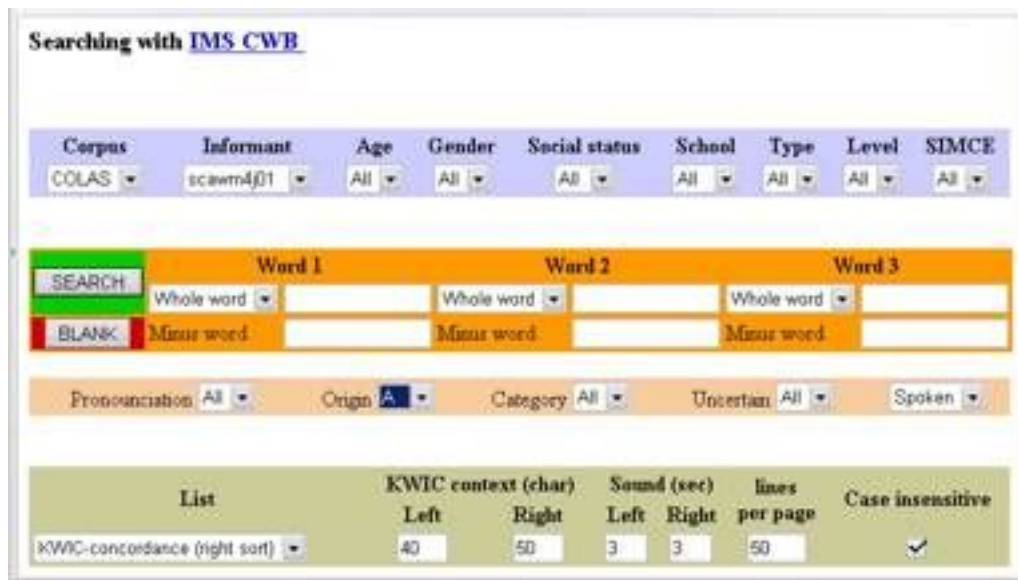 Searching with IMS CWB
Corpus Informant Age Gender Social status School Type Level SIMCE
COLAS scawm4j01 All All All All All All All
SEARCH Word 1 Word 2 Word 3
Whole word Whole word Whole word
BLANK Minus word Minus word Minus word
Pronounciation All Origin A Category All Uncertain All Spoken
List KWIC context (char) Sound (sec) lines per page Case insensitive
Left Right Left Right
KWIC-concordance (right sort) 40 50 3 3 50